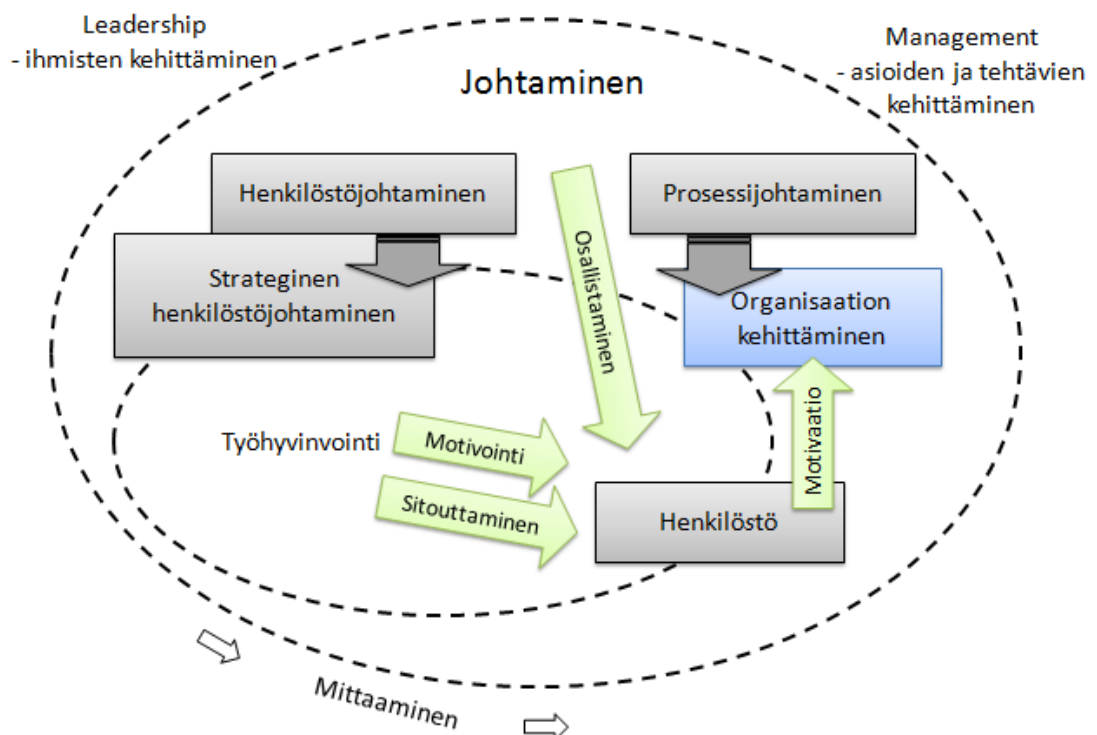 Leadership
- ihmisten kehittäminen
Management
- asioiden ja tehtävien
kehittäminen
Johtaminen
Henkilöstöjohtaminen
Prosessijohtaminen
Strateginen
henkilöstöjohtaminen
Osallistaminen
Organisaation
kehittäminen
Työhyvinvointi
Motivointi
Motivaatio
Sitouttaminen
Henkilöstö
Mittaaminen